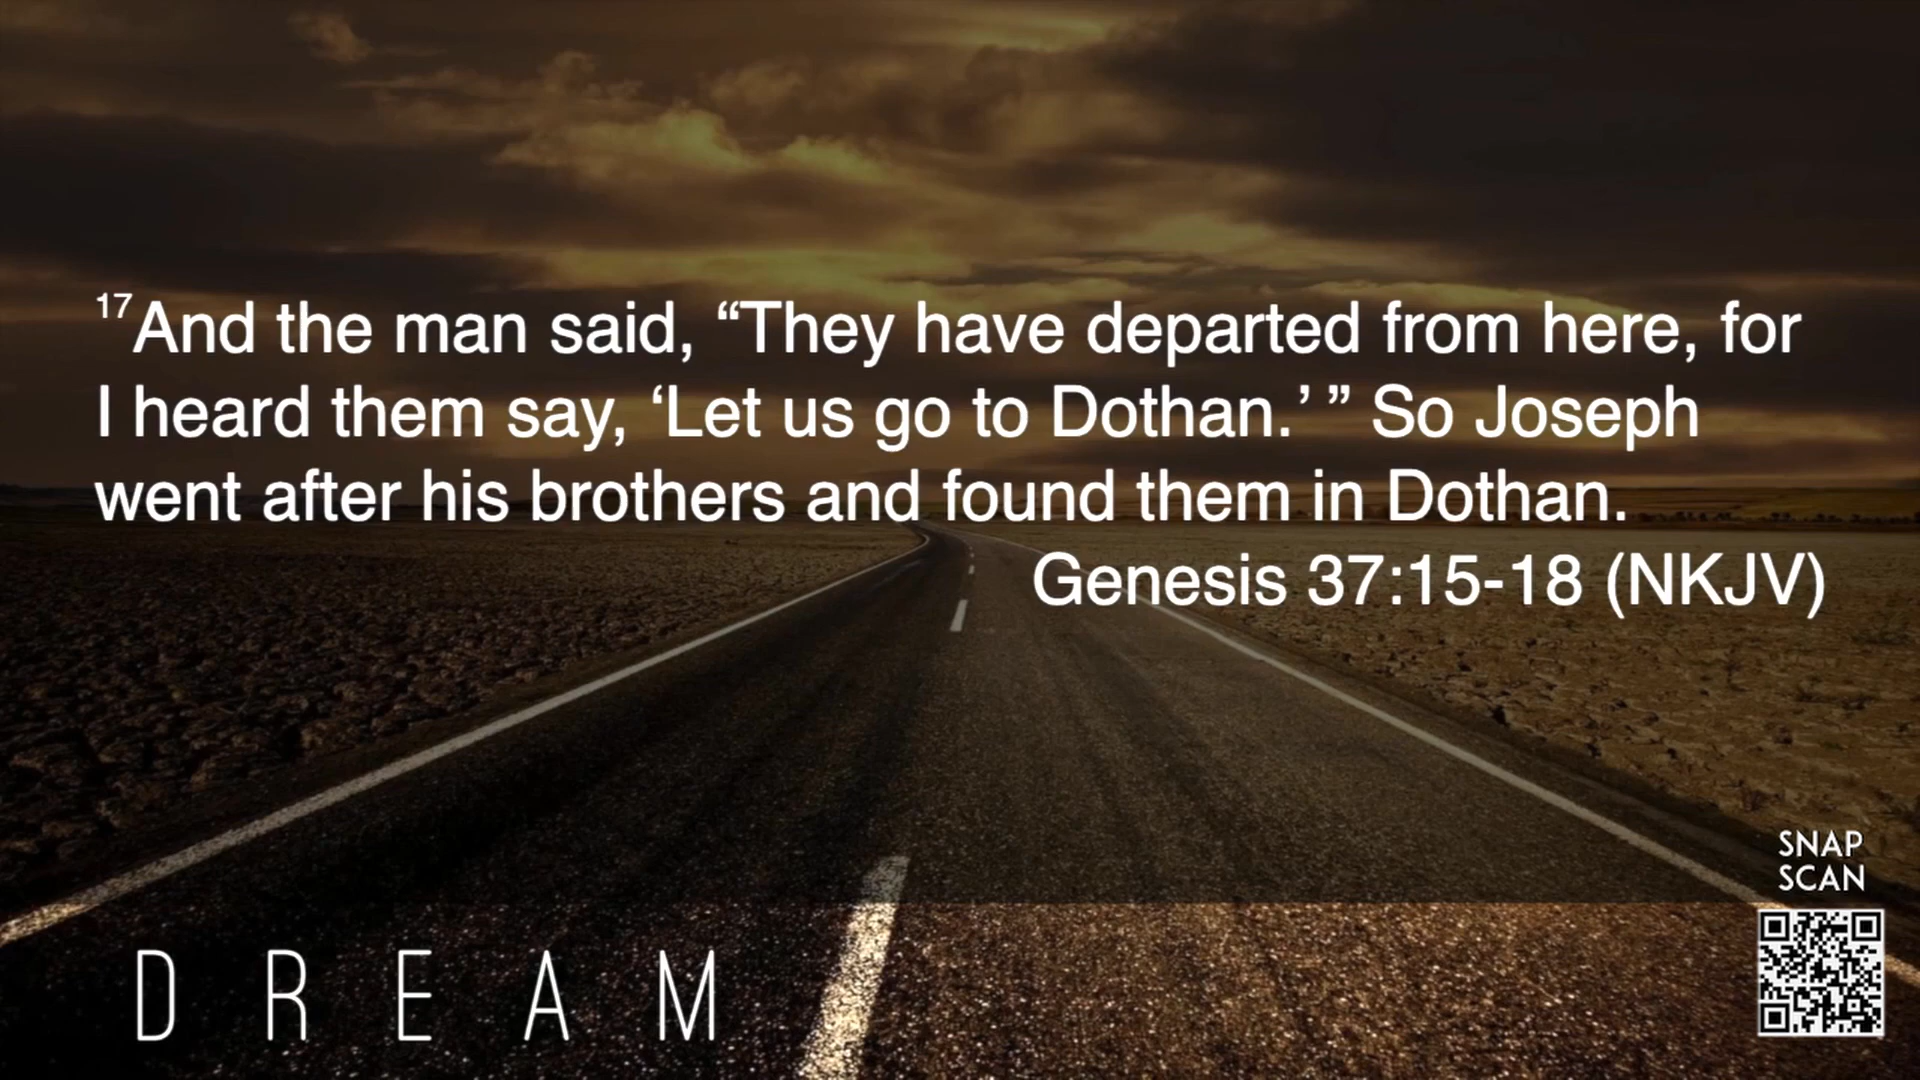 17And the man said, “They have departed from here, for
I heard them say, ‘Let us go to Dothan.’ ” So Joseph
went after his brothers and found them in Dothan.
Genesis 37:15-18 (NKJV)
SNAP
SCAN
DREAM